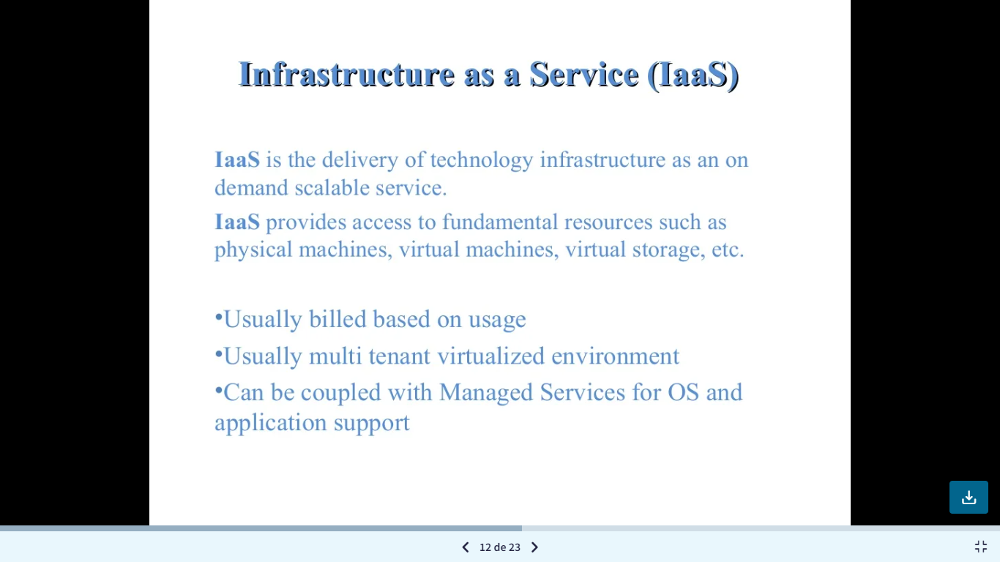 Infrastructure as a Service (IaaS)
IaaS is the delivery of technology infrastructure as an on
demand scalable service.
IaaS provides access to fundamental resources such as
physical machines, virtual machines, virtual storage, etc.
•Usually billed based on usage
•Usually multi tenant virtualized environment
•Can be coupled with Managed Services for OS and
application support
12 de 23